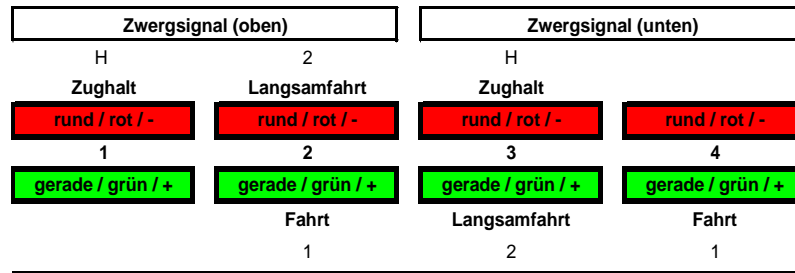 Zwergsignal (oben) Zwergsignal (unten)
H 2 H
Zughalt Langsamfahrt Zughalt
rund / rot / - rund / rot / - rund / rot / - rund / rot / -
1 2 3 4
gerade / grün / + gerade / grün / + gerade / grün / + gerade / grün / +
Fahrt Langsamfahrt Fahrt
1 2 1